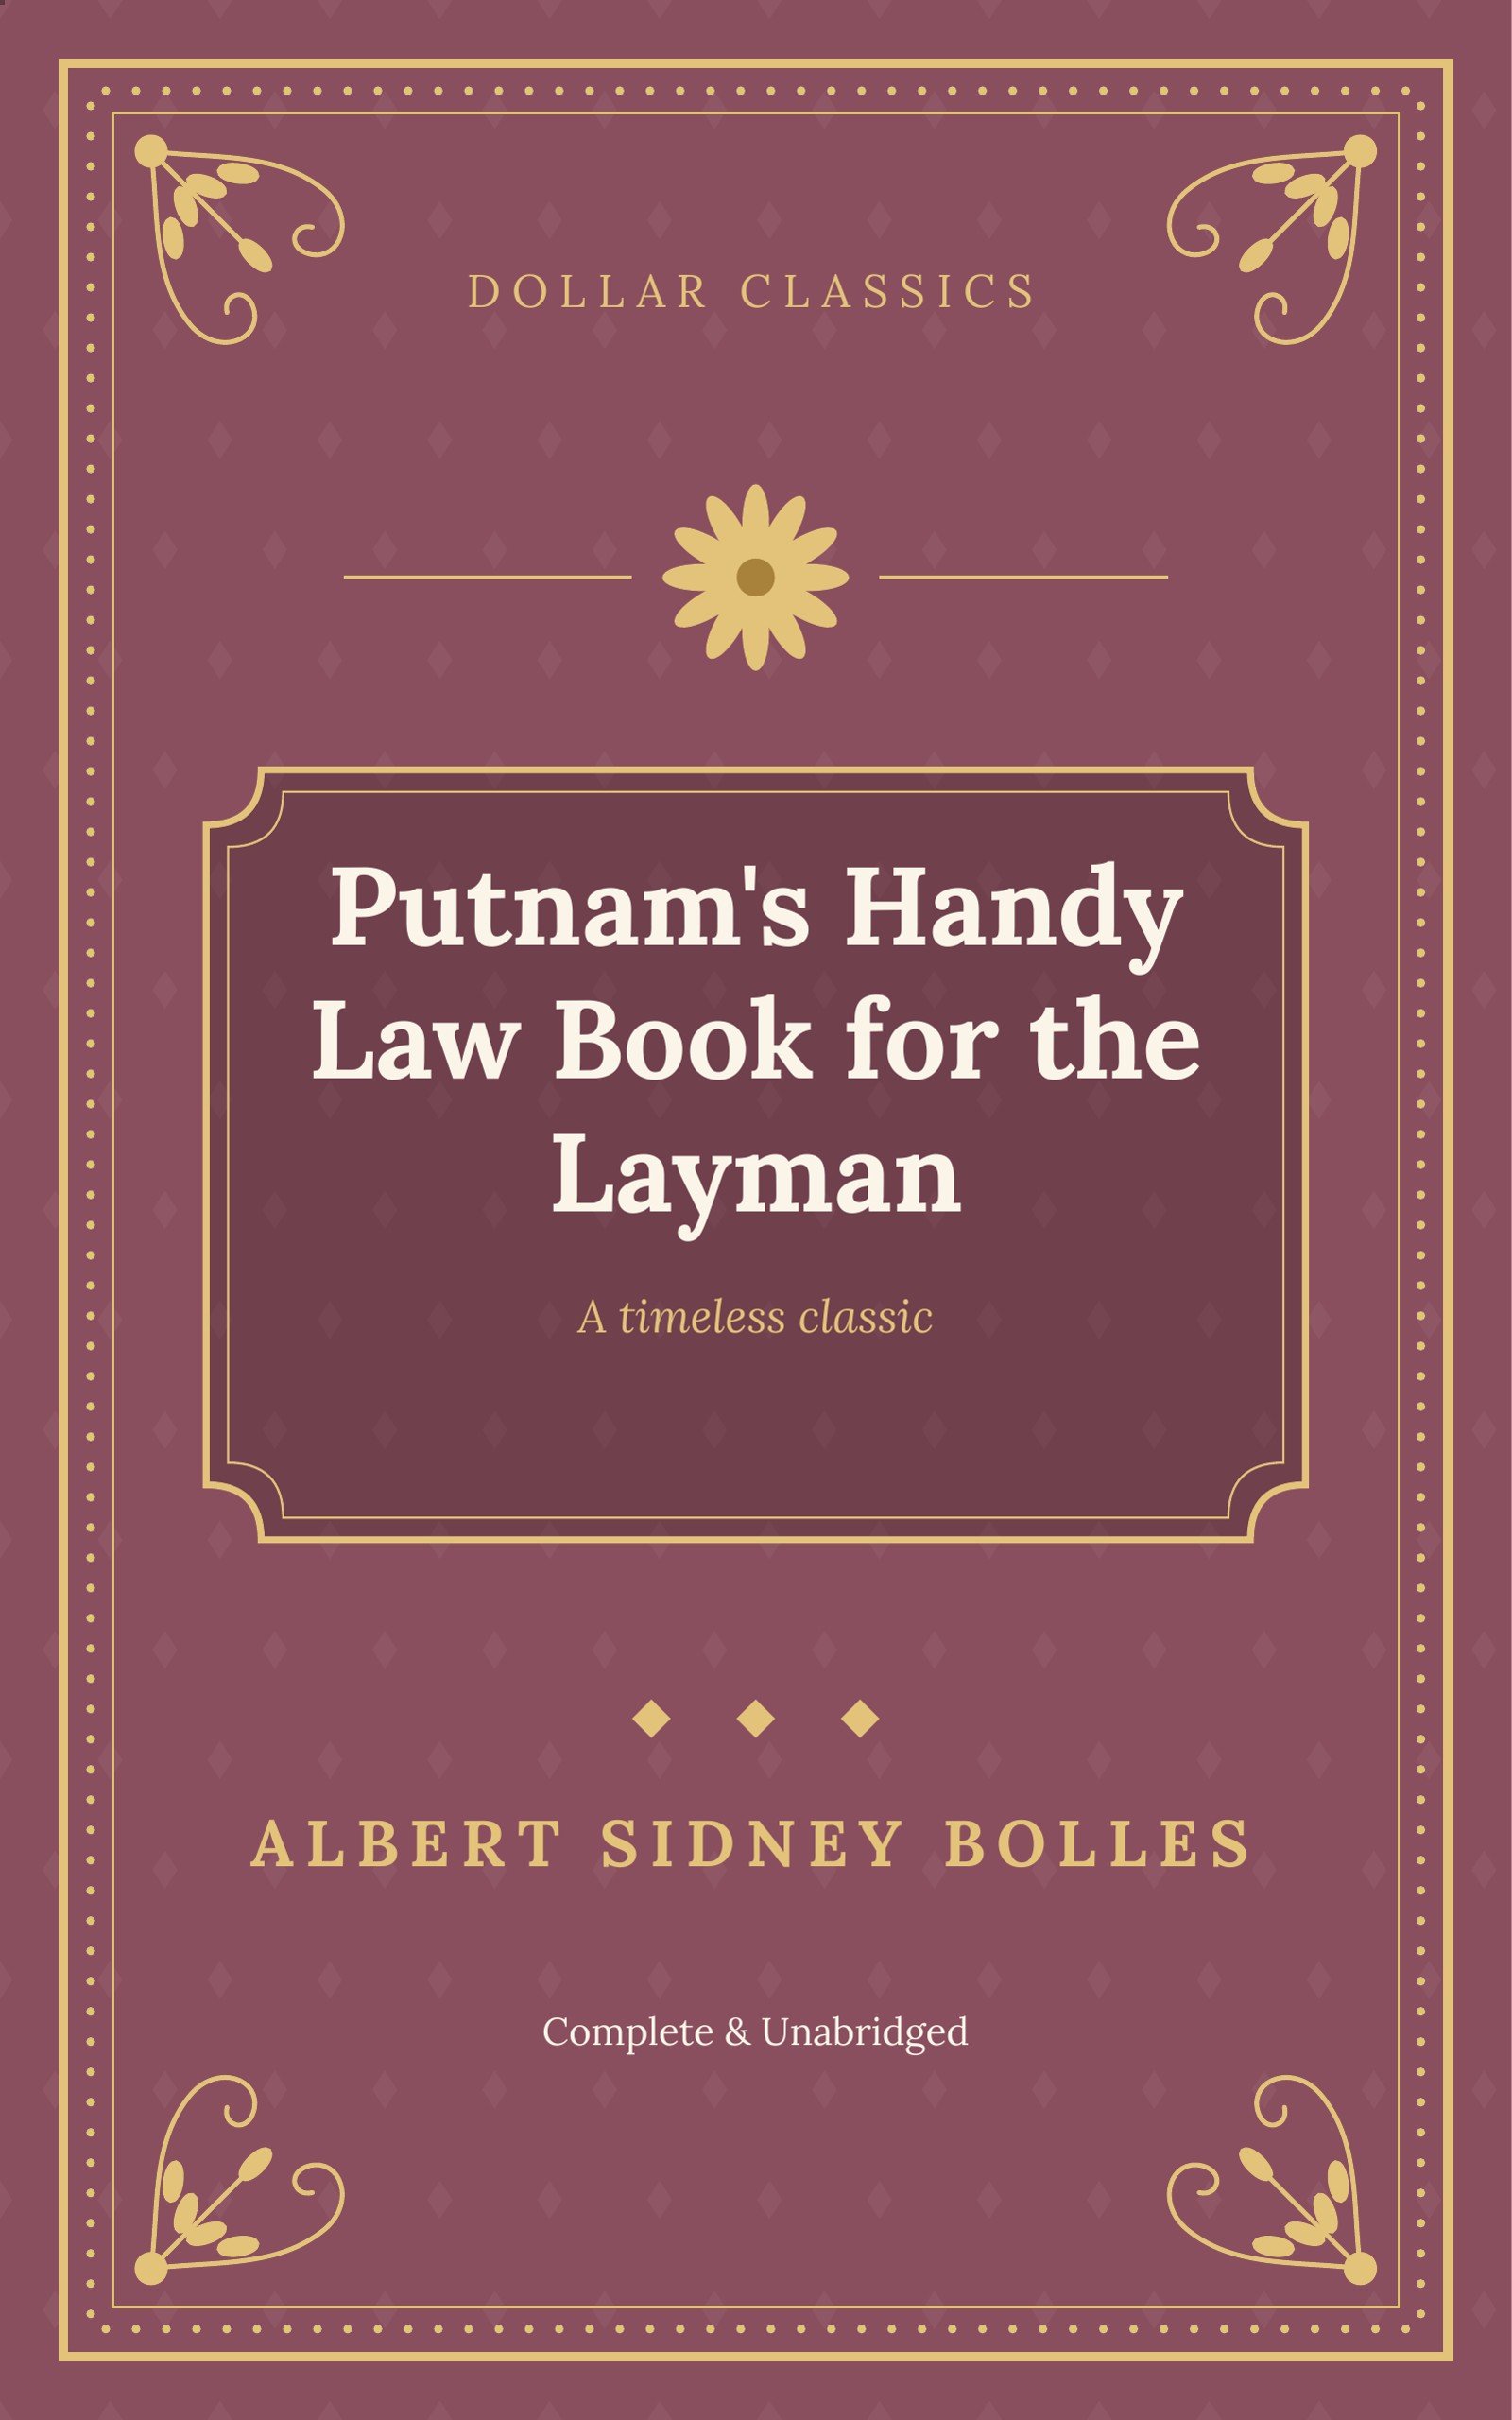 DOLLAR CLASSICS
Putnam's Handy
Law Book for the
Layman
A timeless classic
ALBERT SIDNEY BOLLES
Complete & Unabridged